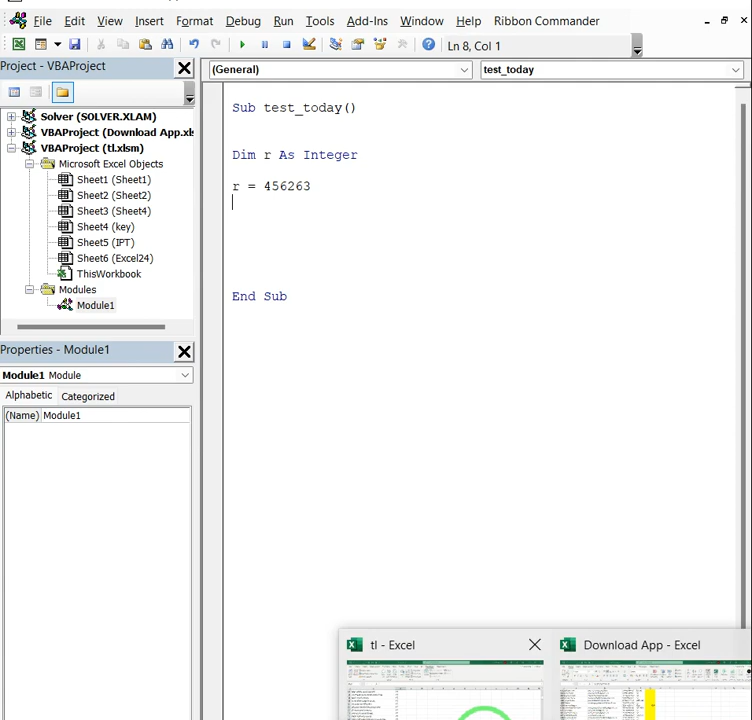 File Edit View Insert Format Debug Run Tools Add-Ins Window Help Ribbon Commander
Ln 8, Col 1
Project - VBAProject
(General)
test_today
Solver (SOLVER.XLAM)
VBAProject (Download App.xls
VBAProject (tl.xlsm)
Microsoft Excel Objects
Sheet1 (Sheet1)
Sheet2 (Sheet2)
Sheet3 (Sheet4)
Sheet4 (key)
Sheet5 (IPT)
Sheet6 (Excel24)
ThisWorkbook
Modules
Module1
Sub test_today()
Dim r As Integer
r = 456263
End Sub
Properties - Module1
Module1 Module
Alphabetic Categorized
(Name) Module1
tl - Excel
Download App - Excel